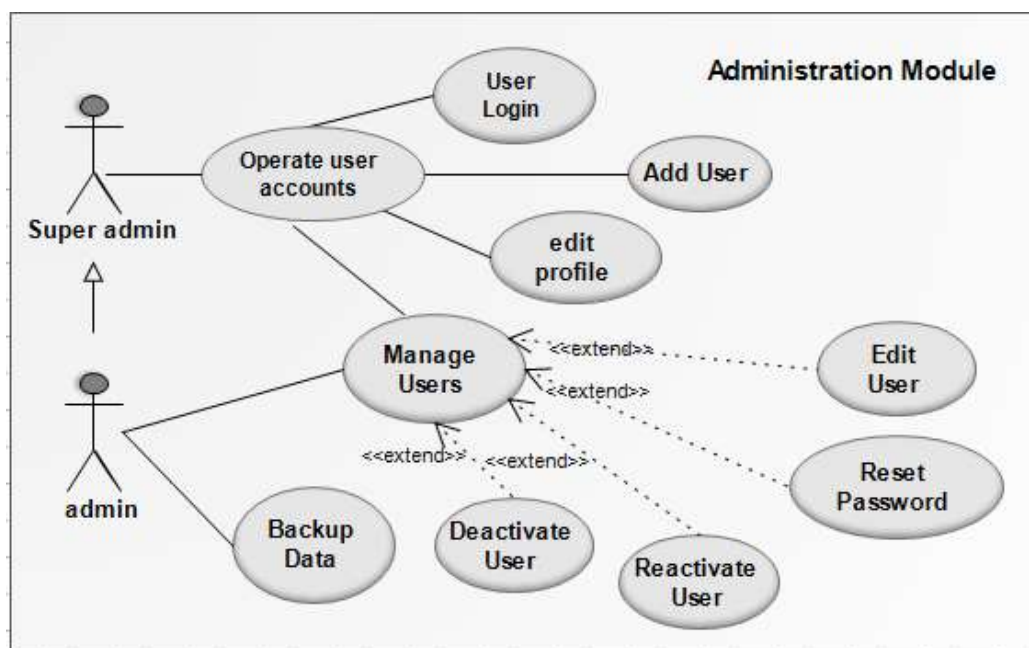 Administration Module
User
Login
Operate user
accounts
Add User
Super admin
edit
profile
Manage
Users
<<extend>>
Edit
User
<<extend>>
<<extend>>
<<extend>>
Reset
Password
admin
Backup
Data
Deactivate
User
Reactivate
User